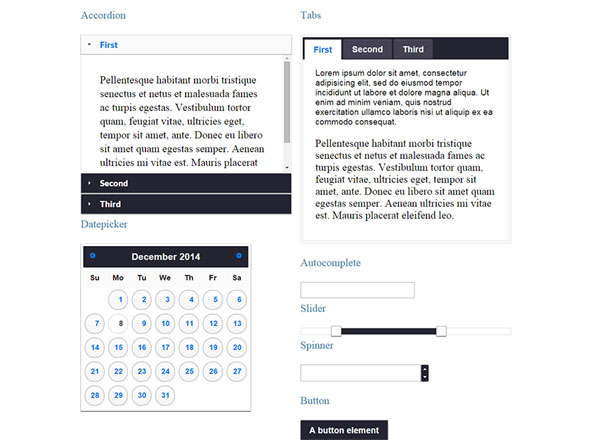 Accordion
First
Pellentesque habitant morbi tristique
senectus et netus et malesuada fames
ac turpis egestas. Vestibulum tortor
quam, feugiat vitae, ultricies eget,
tempor sit amet, ante. Donec eu libero
sit amet quam egestas semper. Aenean
ultricies mi vitae est. Mauris placerat
Second
Third
Datepicker
December 2014
Su Mo Tu We Th Fr Sa
1 2 3 4 5 6
7 8 9 10 11 12 13
14 15 16 17 18 19 20
21 22 23 24 25 26 27
28 29 30 31
Tabs
First Second Third
Lorem ipsum dolor sit amet, consectetur
adipisicing elit, sed do eiusmod tempor
incididunt ut labore et dolore magna aliqua. Ut
enim ad minim veniam, quis nostrud
exercitation ullamco laboris nisi ut aliquip ex ea
commodo consequat.
Pellentesque habitant morbi tristique
senectus et netus et malesuada fames ac
turpis egestas. Vestibulum tortor quam,
feugiat vitae, ultricies eget, tempor sit
amet, ante. Donec eu libero sit amet quam
egestas semper. Aenean ultricies mi vitae
est. Mauris placerat eleifend leo.
Autocomplete
Slider
Spinner
Button
A button element